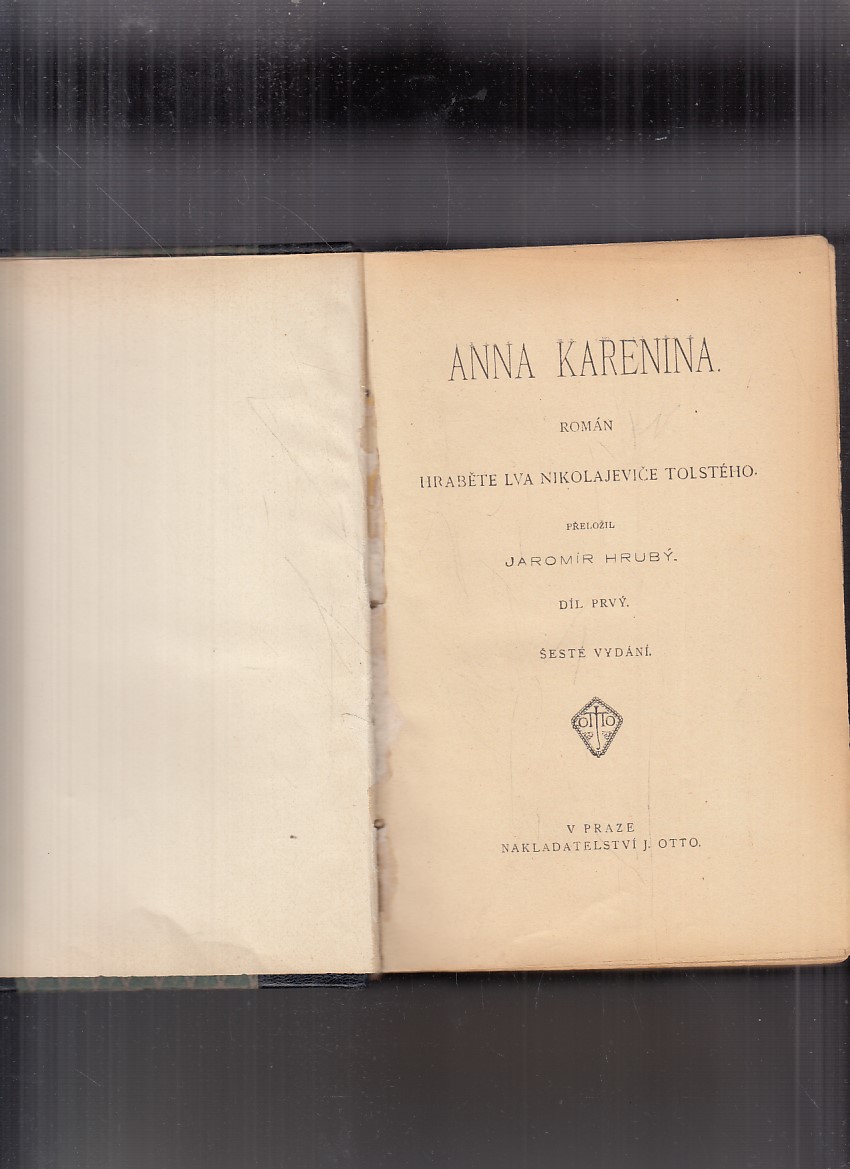 ANNA KARENINA.
ROMÁN
HRABĚTE LVA NIKOLAJEVIČE TOLSTÉHO.
PŘELOŽIL
JAROMÍR HRUBÝ.
DÍL PRVÝ.
ŠESTÉ VYDÁNÍ.
OTTO
V PRAZE
NAKLADATELSTVÍ J. OTTO.